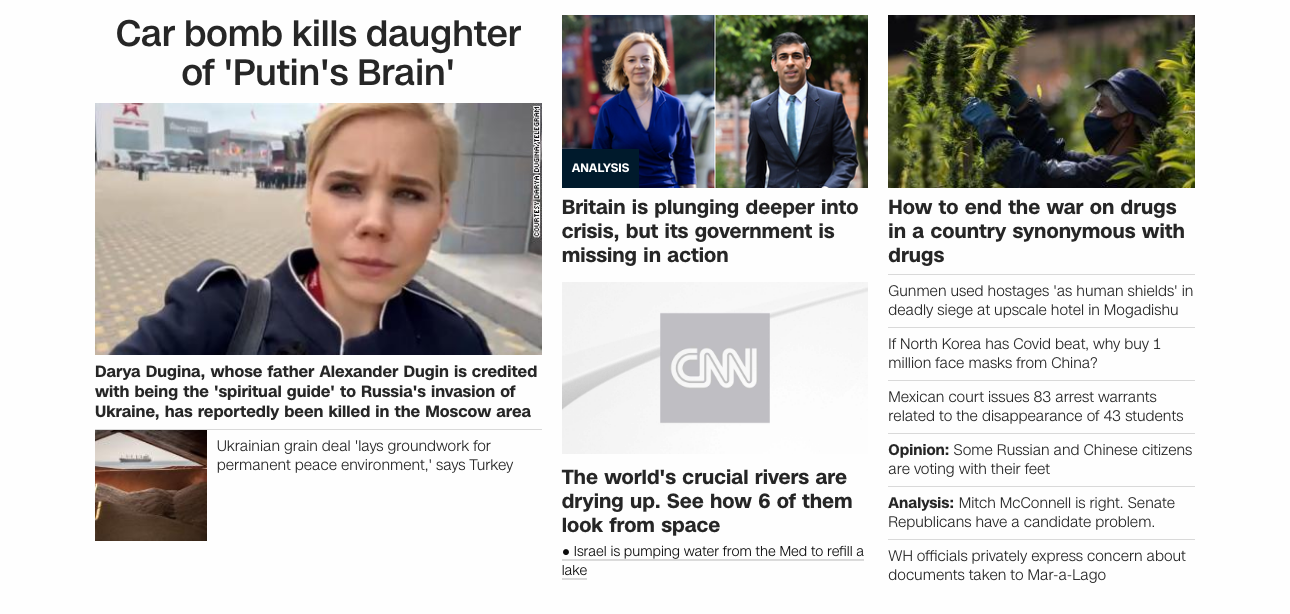 Car bomb kills daughter
of 'Putin's Brain'
COURTESY DARYA DUGINA/TELEGRAM
Darya Dugina, whose father Alexander Dugin is credited
with being the 'spiritual guide' to Russia's invasion of
Ukraine, has reportedly been killed in the Moscow area
Ukrainian grain deal 'lays groundwork for
permanent peace environment,' says Turkey
ANALYSIS
Britain is plunging deeper into
crisis, but its government is
missing in action
CNN
The world's crucial rivers are
drying up. See how 6 of them
look from space
● Israel is pumping water from the Med to refill a
lake
How to end the war on drugs
in a country synonymous with
drugs
Gunmen used hostages 'as human shields' in
deadly siege at upscale hotel in Mogadishu
If North Korea has Covid beat, why buy 1
million face masks from China?
Mexican court issues 83 arrest warrants
related to the disappearance of 43 students
Opinion: Some Russian and Chinese citizens
are voting with their feet
Analysis: Mitch McConnell is right. Senate
Republicans have a candidate problem.
WH officials privately express concern about
documents taken to Mar-a-Lago